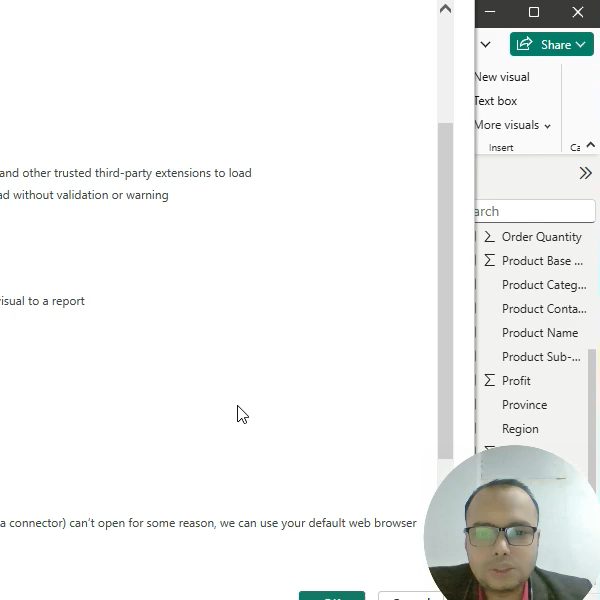 Share
New visual
Text box
More visuals
Insert
and other trusted third-party extensions to load
without validation or warning
arch
Order Quantity
Product Base ...
Product Categ...
to a report
Product Conta...
Product Name
Product Sub-...
Profit
Province
Region
a connector) can't open for some reason, we can use your default web browser